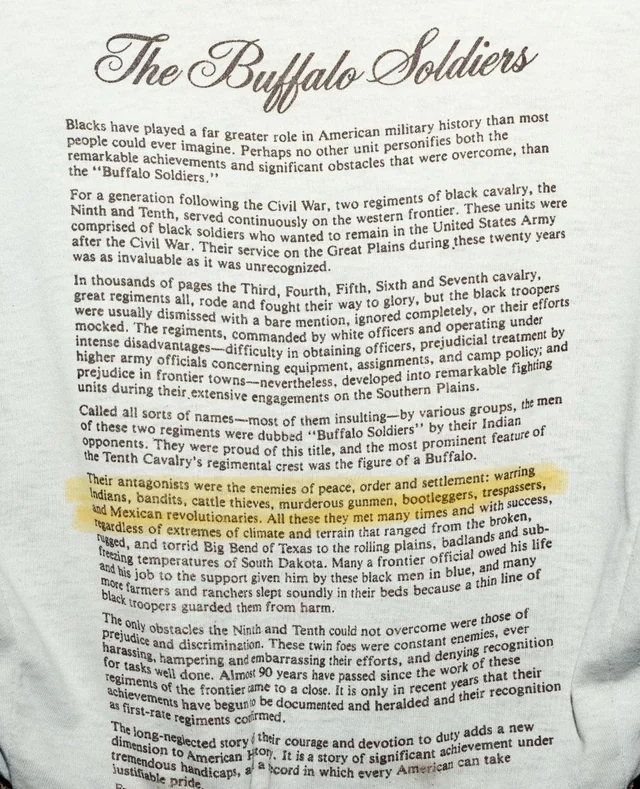 The Buffalo Soldiers
Blacks have played a far greater role in American military history than most
people could ever imagine. Perhaps no other unit personifies both the
remarkable achievements and significant obstacles that were overcome, than
the "Buffalo Soldiers."
For a generation following the Civil War, two regiments of black cavalry, the
Ninth and Tenth, served continuously on the western frontier. These units were
comprised of black soldiers who wanted to remain in the United States Army
after the Civil War. Their service on the Great Plains during these twenty years
was as invaluable as it was unrecognized.
In thousands of pages the Third, Fourth, Fifth, Sixth and Seventh cavalry,
great regiments all, rode and fought their way to glory, but the black troopers
were usually dismissed with a bare mention, ignored completely, or their efforts
mocked. The regiments, commanded by white officers and operating under
intense disadvantages—difficulty in obtaining officers, prejudicial treatment by
higher army officials concerning equipment, assignments, and camp policy; and
prejudice in frontier towns—nevertheless, developed into remarkable fighting
units during their extensive engagements on the Southern Plains.
Called all sorts of names—most of them insulting—by various groups, the men
of these two regiments were dubbed "Buffalo Soldiers" by their Indian
opponents. They were proud of this title, and the most prominent feature of
the Tenth Cavalry's regimental crest was the figure of a Buffalo.
Their antagonists were the enemies of peace, order and settlement: warring
Indians, bandits, cattle thieves, murderous gunmen, bootleggers, trespassers,
and Mexican revolutionaries. All these they met many times and with success,
regardless of extremes of climate and terrain that ranged from the broken,
rugged, and torrid Big Bend of Texas to the rolling plains, badlands and sub-
freezing temperatures of South Dakota. Many a frontier official owed his life
and his job to the support given him by these black men in blue, and many
more farmers and ranchers slept soundly in their beds because a thin line of
black troopers guarded them from harm.
The only obstacles the Ninth and Tenth could not overcome were those of
prejudice and discrimination. These twin foes were constant enemies, ever
harassing, hampering and embarrassing their efforts, and denying recognition
for tasks well done. Almost 90 years have passed since the work of these
regiments of the frontier came to a close. It is only in recent years that their
achievements have begun to be documented and heralded and their recognition
as first-rate regiments confirmed.
The long-neglected story their courage and devotion to duty adds a new
dimension to American It is a story of significant achievement under
tremendous handicaps, a record in which every American can take
justifiable pride.